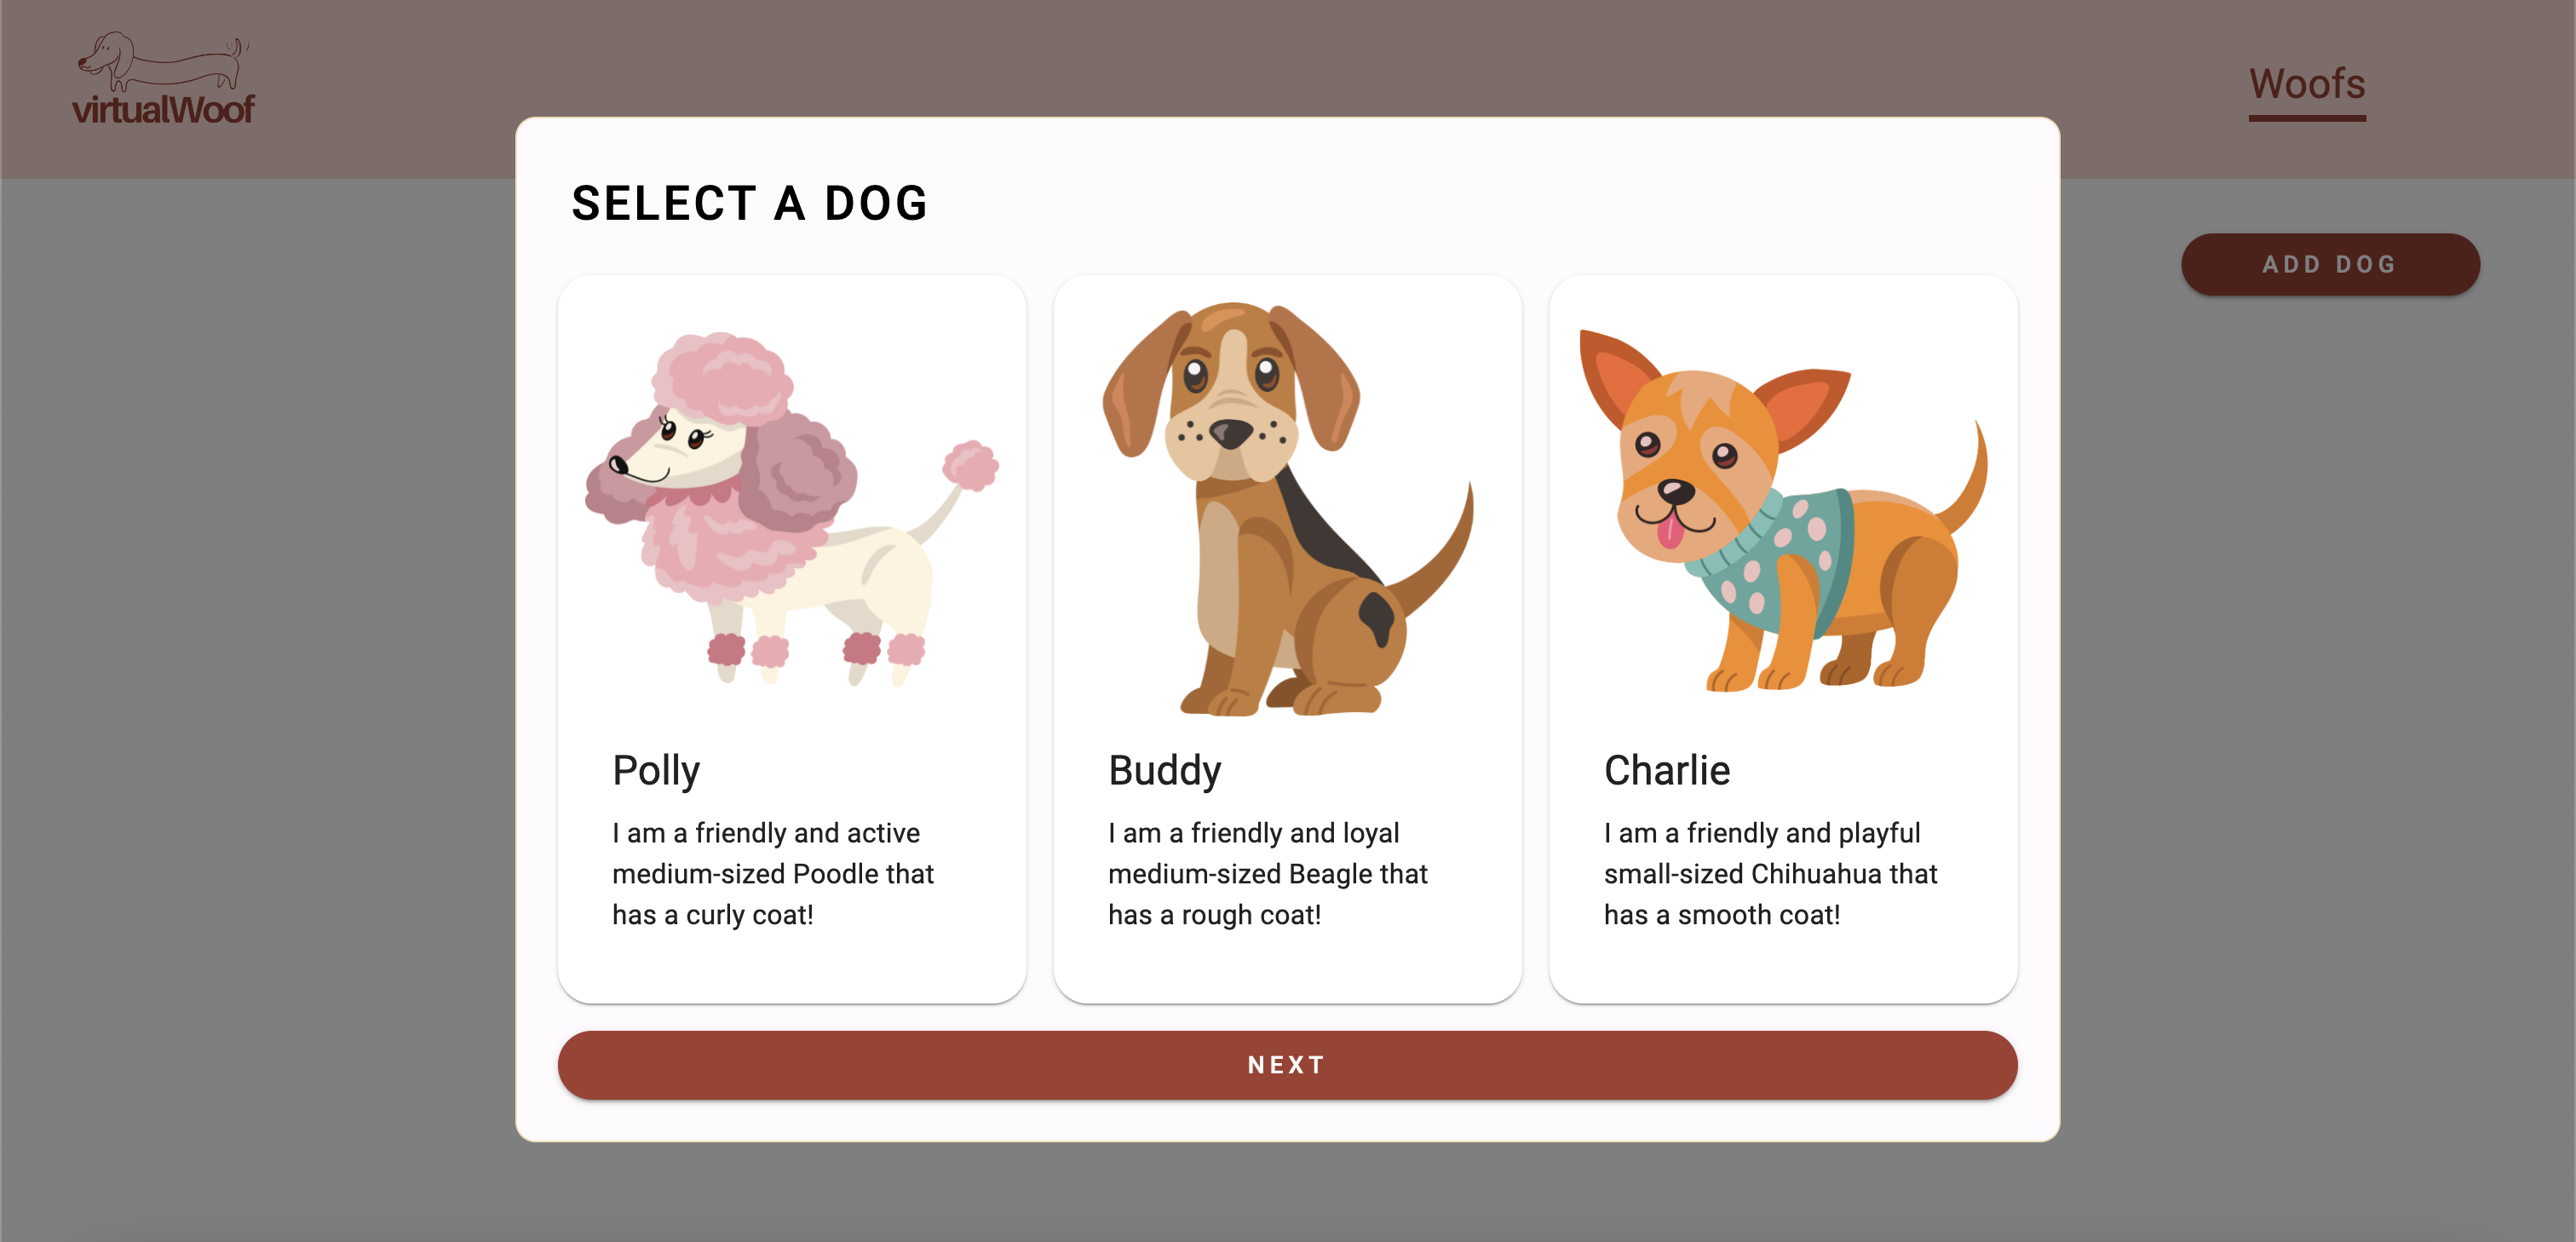 virtualWoof
Woofs
ADD DOG
SELECT A DOG
Polly
I am a friendly and active
medium-sized Poodle that
has a curly coat!
Buddy
I am a friendly and loyal
medium-sized Beagle that
has a rough coat!
Charlie
I am a friendly and playful
small-sized Chihuahua that
has a smooth coat!
NEXT